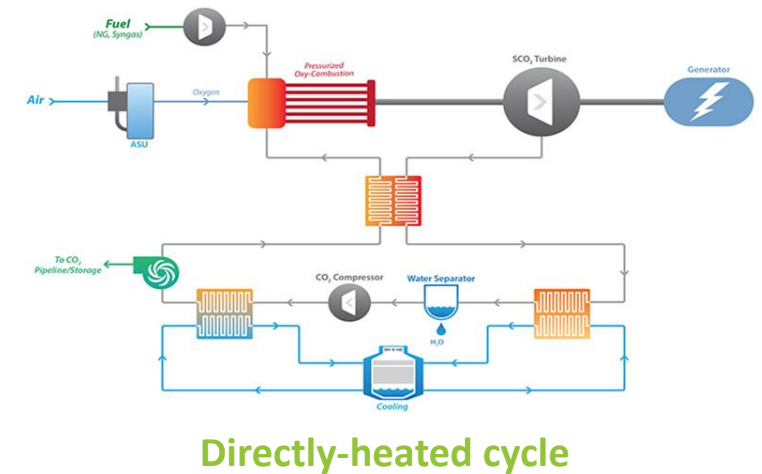 Fuel
(NG, Syngas)
Pressurized
Oxy-Combustion
SCO₂ Turbine
Generator
Air
Oxygen
ASU
To CO₂
Pipeline/Storage
CO₂ Compressor
Water Separator
H₂O
Cooling
Directly-heated cycle